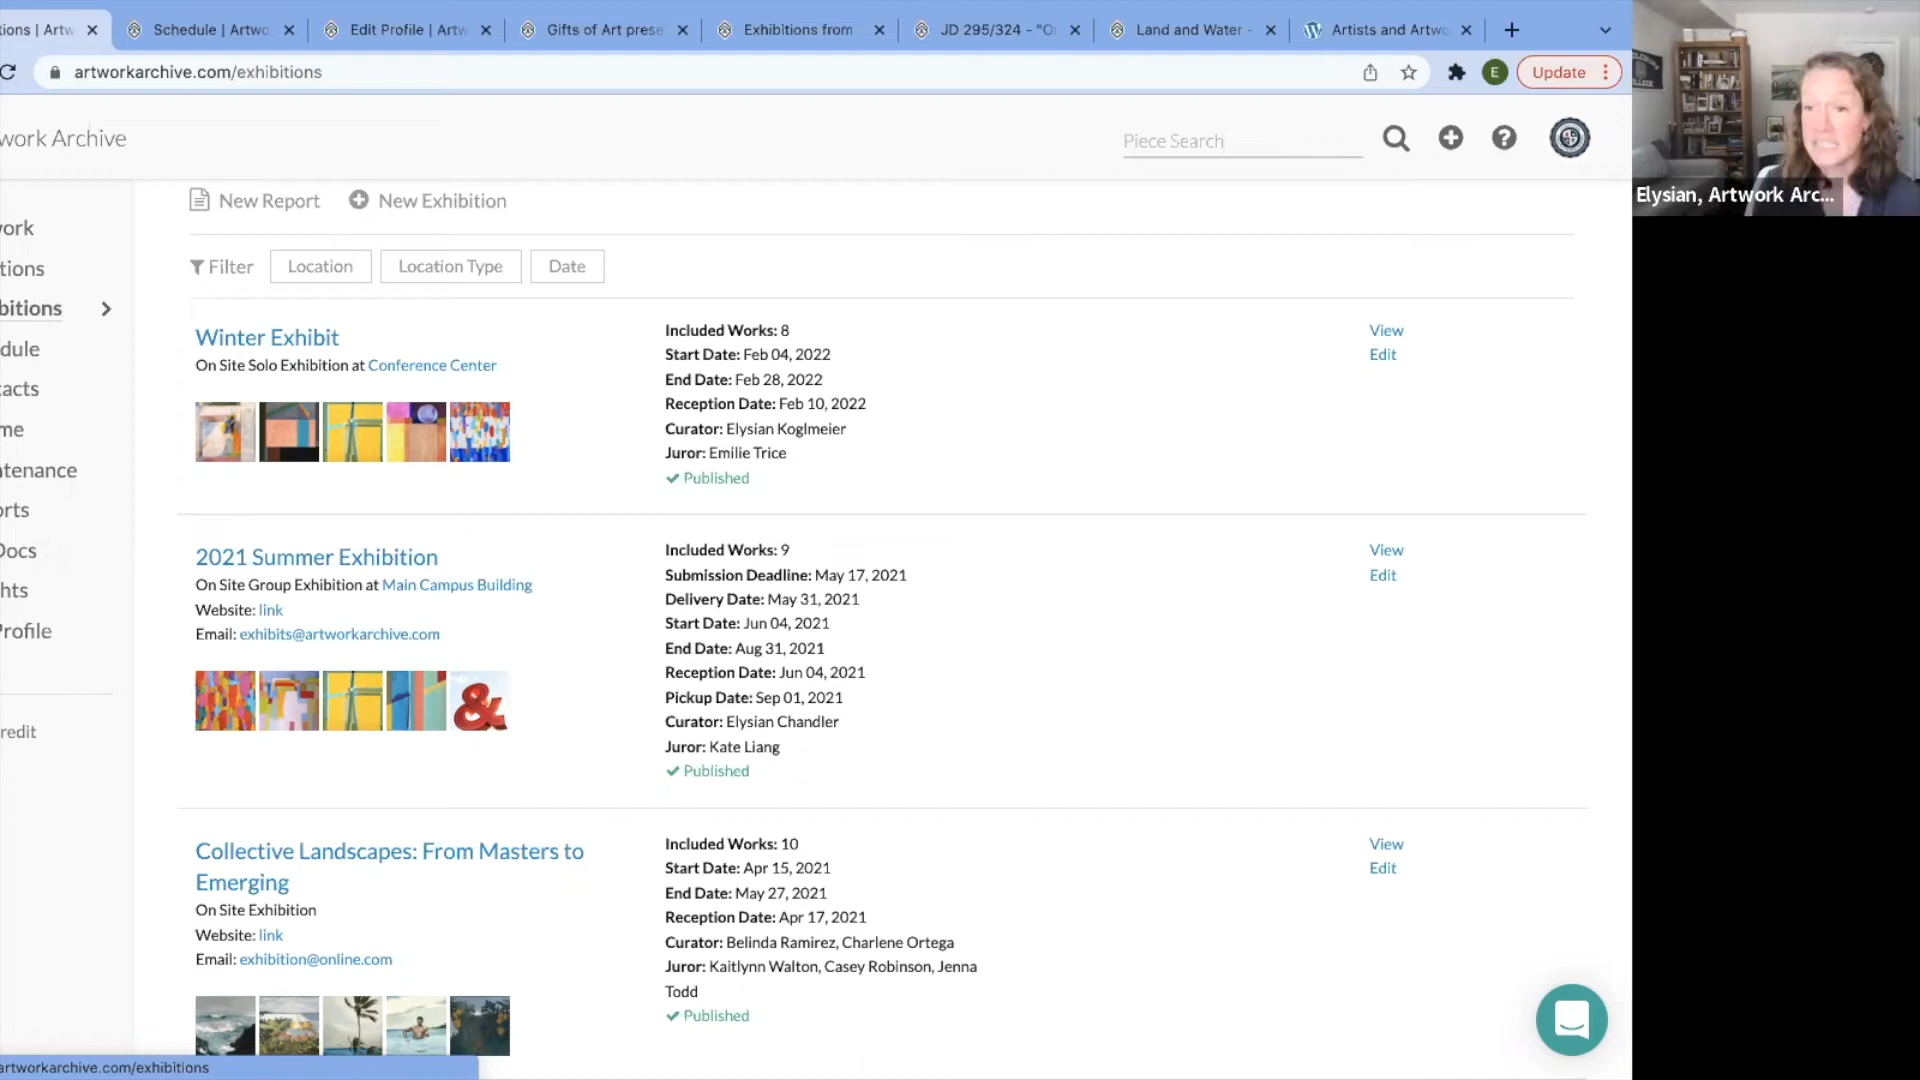 tions | Artw
Schedule | Artwo
Edit Profile | Artw
Gifts of Art prese
Exhibitions from
JD 295/324 - "O
Land and Water -
Artists and Artwo
artworkarchive.com/exhibitions
E
Update
work Archive
Piece Search
Elysian, Artwork Arc...
New Report
New Exhibition
Filter
Location
Location Type
Date
ork
tions
bitions
dule
tacts
me
ntenance
orts
Docs
hts
Profile
redit
Winter Exhibit
On Site Solo Exhibition at Conference Center
Included Works: 8
Start Date: Feb 04, 2022
End Date: Feb 28, 2022
Reception Date: Feb 10, 2022
Curator: Elysian Koglmeier
Juror: Emilie Trice
Published
View
Edit
2021 Summer Exhibition
On Site Group Exhibition at Main Campus Building
Website: link
Email: exhibits@artworkarchive.com
&
Included Works: 9
Submission Deadline: May 17, 2021
Delivery Date: May 31, 2021
Start Date: Jun 04, 2021
End Date: Aug 31, 2021
Reception Date: Jun 04, 2021
Pickup Date: Sep 01, 2021
Curator: Elysian Chandler
Juror: Kate Liang
Published
View
Edit
Collective Landscapes: From Masters to
Emerging
On Site Exhibition
Website: link
Email: exhibition@online.com
Included Works: 10
Start Date: Apr 15, 2021
End Date: May 27, 2021
Reception Date: Apr 17, 2021
Curator: Belinda Ramirez, Charlene Ortega
Juror: Kaitlynn Walton, Casey Robinson, Jenna
Todd
Published
View
Edit
artworkarchive.com/exhibitions